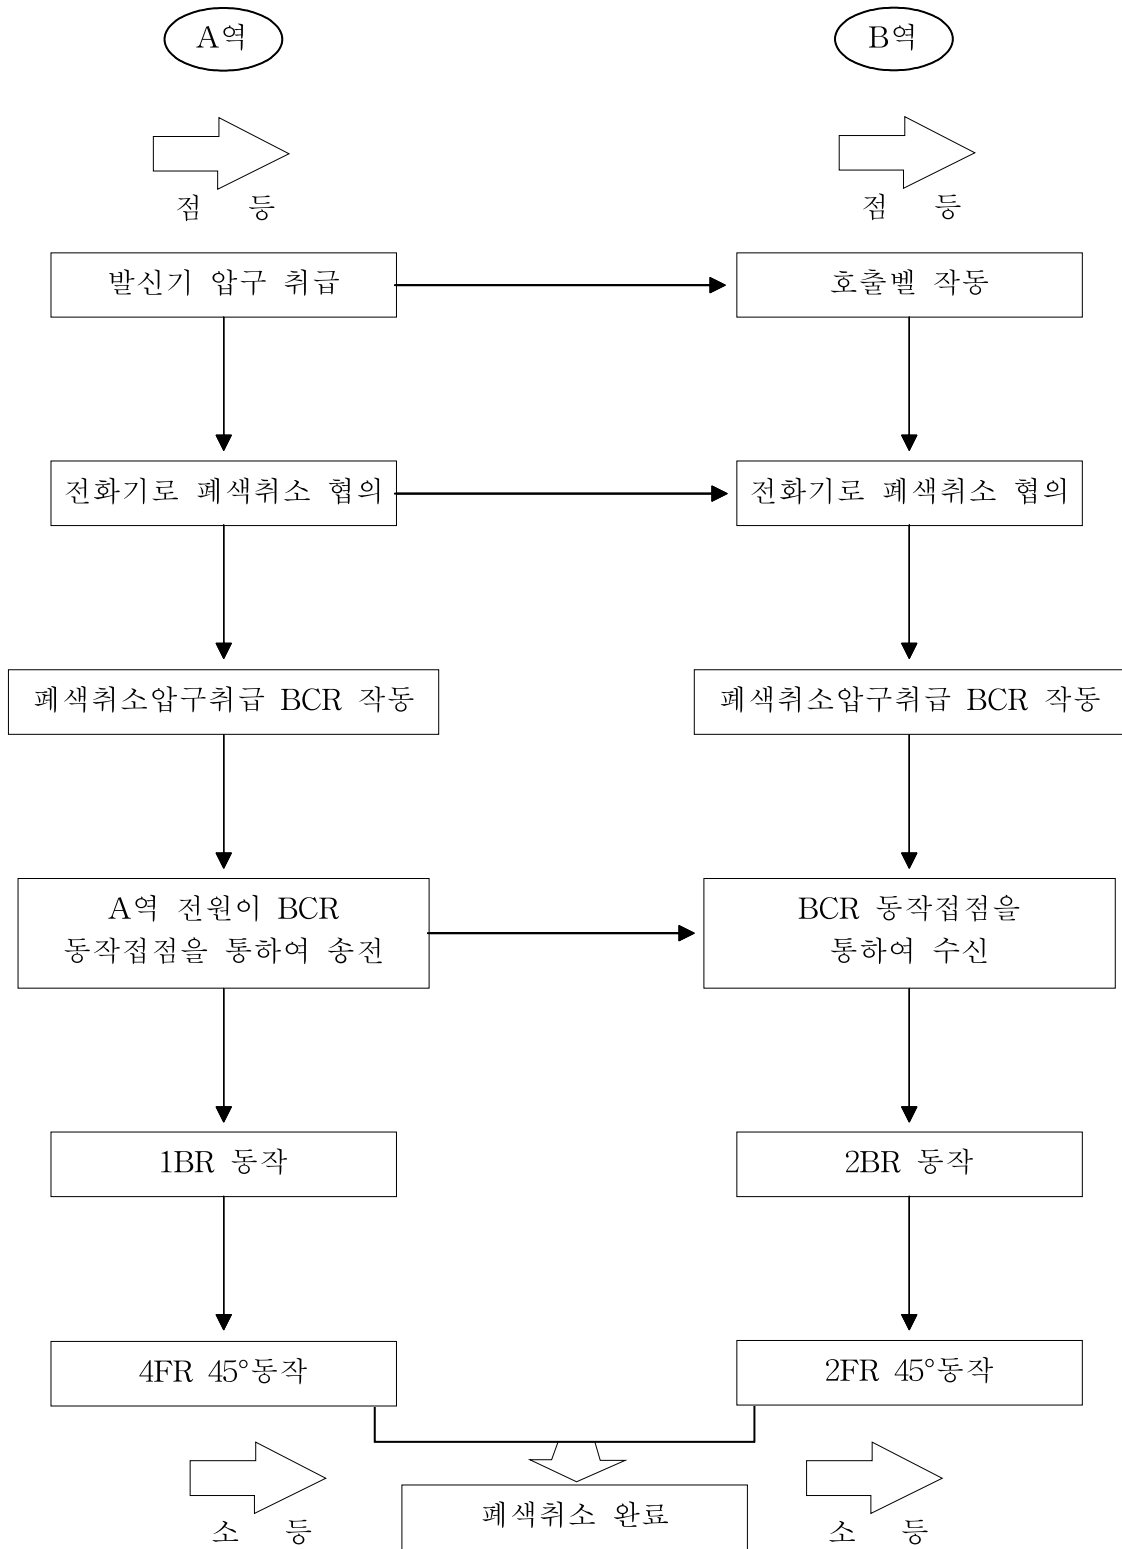 A역
B역
점 등
점 등
발신기 압구 취급
호출벨 작동
전화기로 폐색취소 협의
전화기로 폐색취소 협의
폐색취소압구취급 BCR 작동
폐색취소압구취급 BCR 작동
A역 전원이 BCR
동작접점을 통하여 송전
BCR 동작접점을
통하여 수신
1BR 동작
2BR 동작
4FR 45°동작
2FR 45°동작
폐색취소 완료
소 등
소 등